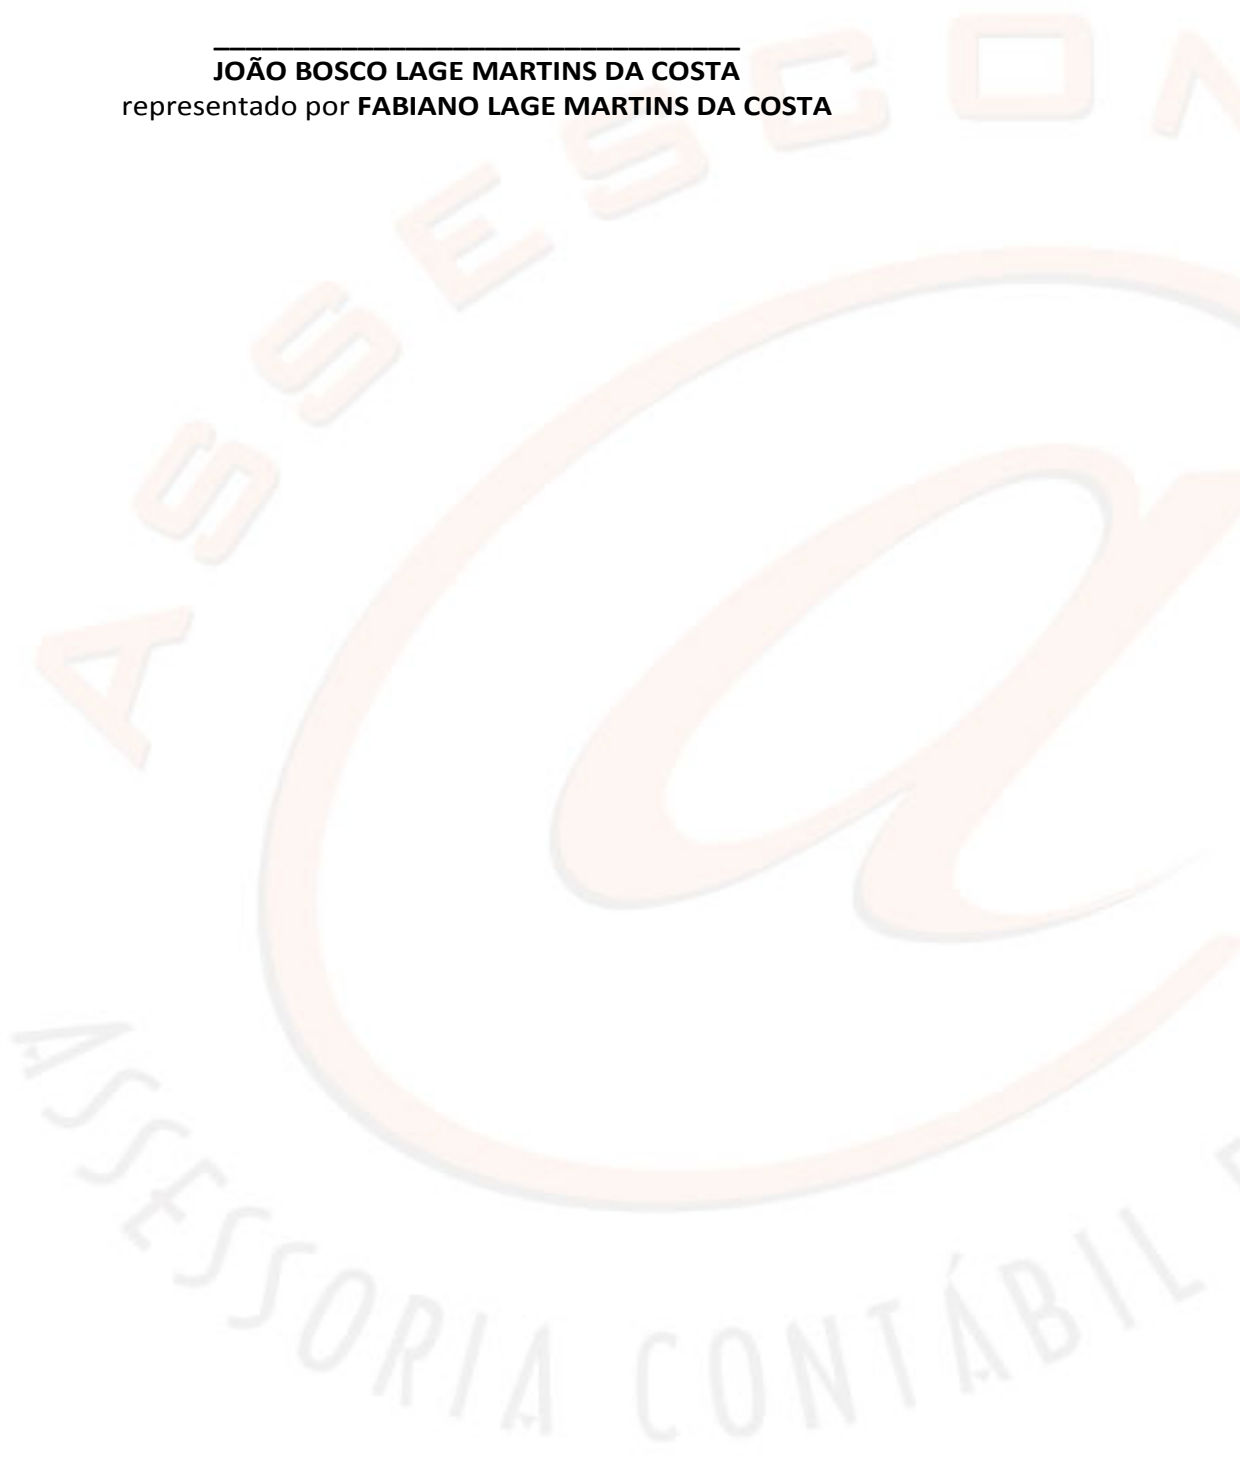 JOÃO BOSCO LAGE MARTINS DA COSTA
representado por FABIANO LAGE MARTINS DA COSTA
ASSESCON
ASSESSORIA CONTÁBIL E